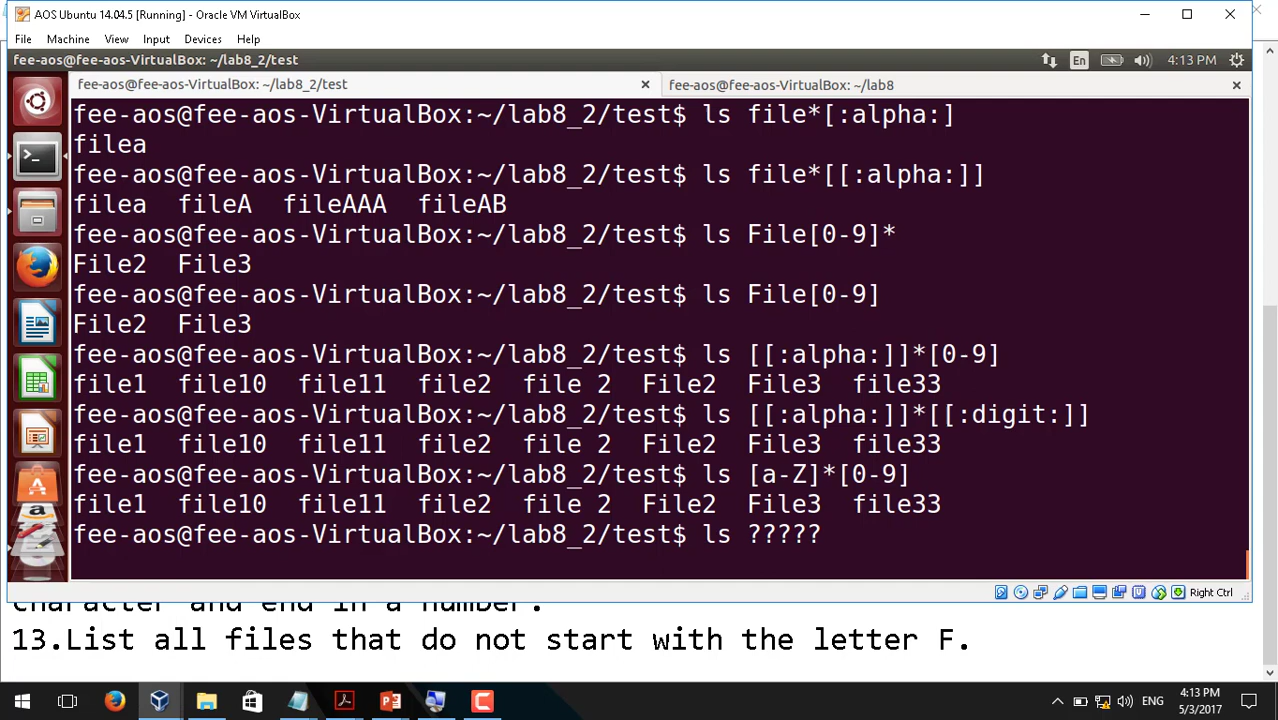 AOS Ubuntu 14.04.5 [Running] - Oracle VM VirtualBox
File Machine View Input Devices Help
fee-aos@fee-aos-VirtualBox: ~/lab8_2/test En 4:13 PM
fee-aos@fee-aos-VirtualBox: ~/lab8_2/test × fee-aos@fee-aos-VirtualBox: ~/lab8 ×
fee-aos@fee-aos-VirtualBox:~/lab8_2/test$ ls file*[:alpha:]
filea
fee-aos@fee-aos-VirtualBox:~/lab8_2/test$ ls file*[[:alpha:]]
filea fileA fileAAA fileAB
fee-aos@fee-aos-VirtualBox:~/lab8_2/test$ ls File[0-9]*
File2 File3
fee-aos@fee-aos-VirtualBox:~/lab8_2/test$ ls File[0-9]
File2 File3
fee-aos@fee-aos-VirtualBox:~/lab8_2/test$ ls [[:alpha:]]*[0-9]
file1 file10 file11 file2 file 2 File2 File3 file33
fee-aos@fee-aos-VirtualBox:~/lab8_2/test$ ls [[:alpha:]]*[[:digit:]]
file1 file10 file11 file2 file 2 File2 File3 file33
fee-aos@fee-aos-VirtualBox:~/lab8_2/test$ ls [a-Z]*[0-9]
file1 file10 file11 file2 file 2 File2 File3 file33
fee-aos@fee-aos-VirtualBox:~/lab8_2/test$ ls ?????
Right Ctrl
character and end in a number.
13.List all files that do not start with the letter F.
ENG 4:13 PM
5/3/2017